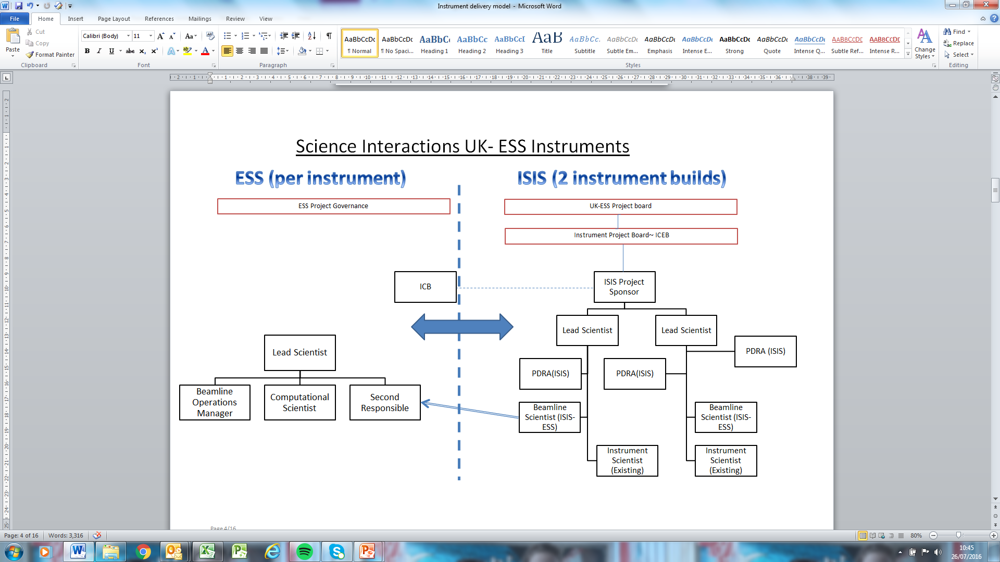 Instrument delivery model - Microsoft Word
File Home Insert Page Layout References Mailings Review View
Paste
Cut
Copy
Format Painter
Clipboard
Calibri (Body) 11
Font
Paragraph
AaBbCcDc AaBbCcDc AaBbCc AaBbCc AaBbCcI AaB AaBbCc. AaBbCcDc AaBbCcDc AaBbCcDc AaBbCcDc AaBbCcDc AaBbCcDc AaBbCcDc AaBbCcDc
¶ Normal ¶ No Spaci... Heading 1 Heading 2 Heading 3 Title Subtitle Subtle Em... Emphasis Intense E... Strong Quote Intense Q... Subtle Ref... Intense R...
Styles
Change
Styles
Find
Replace
Select
Editing
Science Interactions UK- ESS Instruments
ESS (per instrument)
ISIS (2 instrument builds)
ESS Project Governance
UK-ESS Project board
Instrument Project Board~ ICEB
ICB
ISIS Project
Sponsor
Lead Scientist
Lead Scientist
Lead Scientist
PDRA (ISIS)
PDRA(ISIS)
PDRA(ISIS)
Beamline
Operations
Manager
Computational
Scientist
Second
Responsible
Beamline
Scientist (ISIS-
ESS)
Beamline
Scientist (ISIS-
ESS)
Instrument
Scientist
(Existing)
Instrument
Scientist
(Existing)
Page 4/16
Page: 4 of 16 Words: 3,316 80%
10:45
26/07/2016